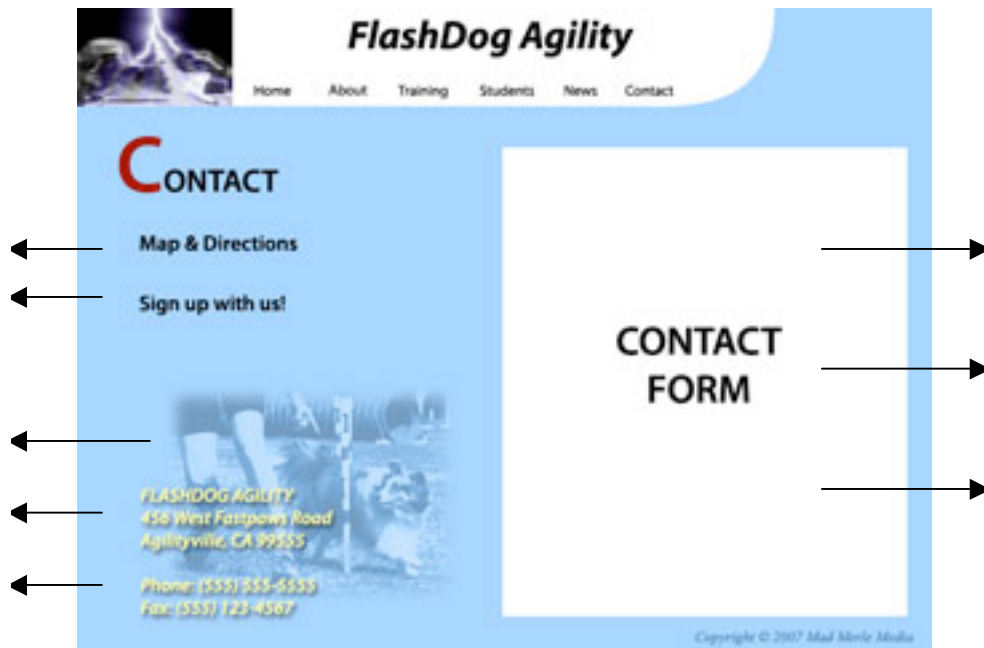 FlashDog Agility
Home About Training Students News Contact
CONTACT
Map & Directions
Sign up with us!
CONTACT
FORM
FLASHDOG AGILITY
456 West Fastpaws Road
Agilityville, CA 99555
Phone: (555) 555-5555
Fax: (555) 123-4567
Copyright © 2007 Mad Merle Media